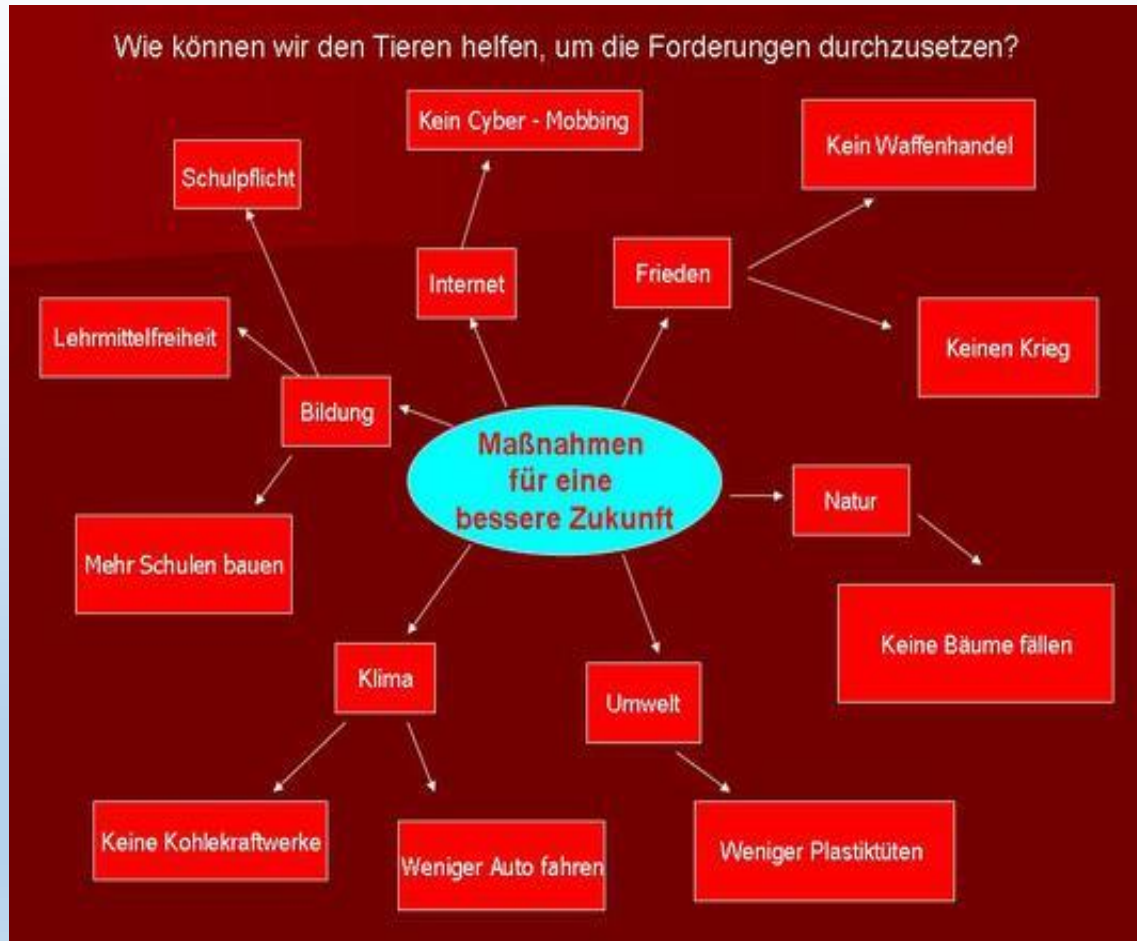 Wie können wir den Tieren helfen, um die Forderungen durchzusetzen?
Kein Cyber - Mobbing
Kein Waffenhandel
Schulpflicht
Internet
Frieden
Lehrmittelfreiheit
Keinen Krieg
Bildung
Maßnahmen
für eine
bessere Zukunft
Natur
Mehr Schulen bauen
Keine Bäume fällen
Klima
Umwelt
Keine Kohlekraftwerke
Weniger Auto fahren
Weniger Plastiktüten